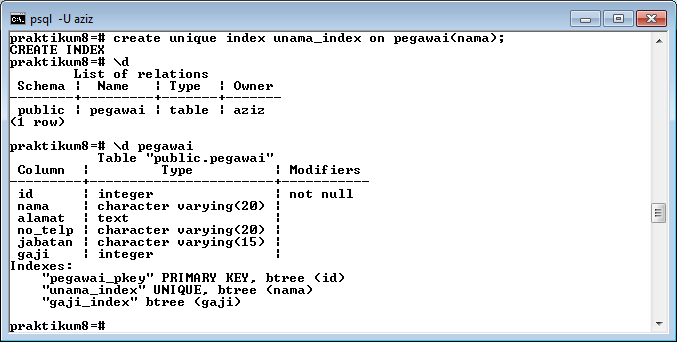 psql -U aziz
praktikum8=# create unique index unama_index on pegawai(nama);
CREATE INDEX
praktikum8=# \d
        List of relations
 Schema ¦  Name   ¦ Type  ¦ Owner
--------+---------+-------+-------
 public ¦ pegawai ¦ table ¦ aziz
(1 row)
praktikum8=# \d pegawai
           Table "public.pegawai"
 Column  ¦         Type          ¦ Modifiers
---------+-----------------------+-----------
 id      ¦ integer               ¦ not null
 nama    ¦ character varying(20) ¦
 alamat  ¦ text                  ¦
 no_telp ¦ character varying(20) ¦
 jabatan ¦ character varying(15) ¦
 gaji    ¦ integer               ¦
Indexes:
    "pegawai_pkey" PRIMARY KEY, btree (id)
    "unama_index" UNIQUE, btree (nama)
    "gaji_index" btree (gaji)
praktikum8=#